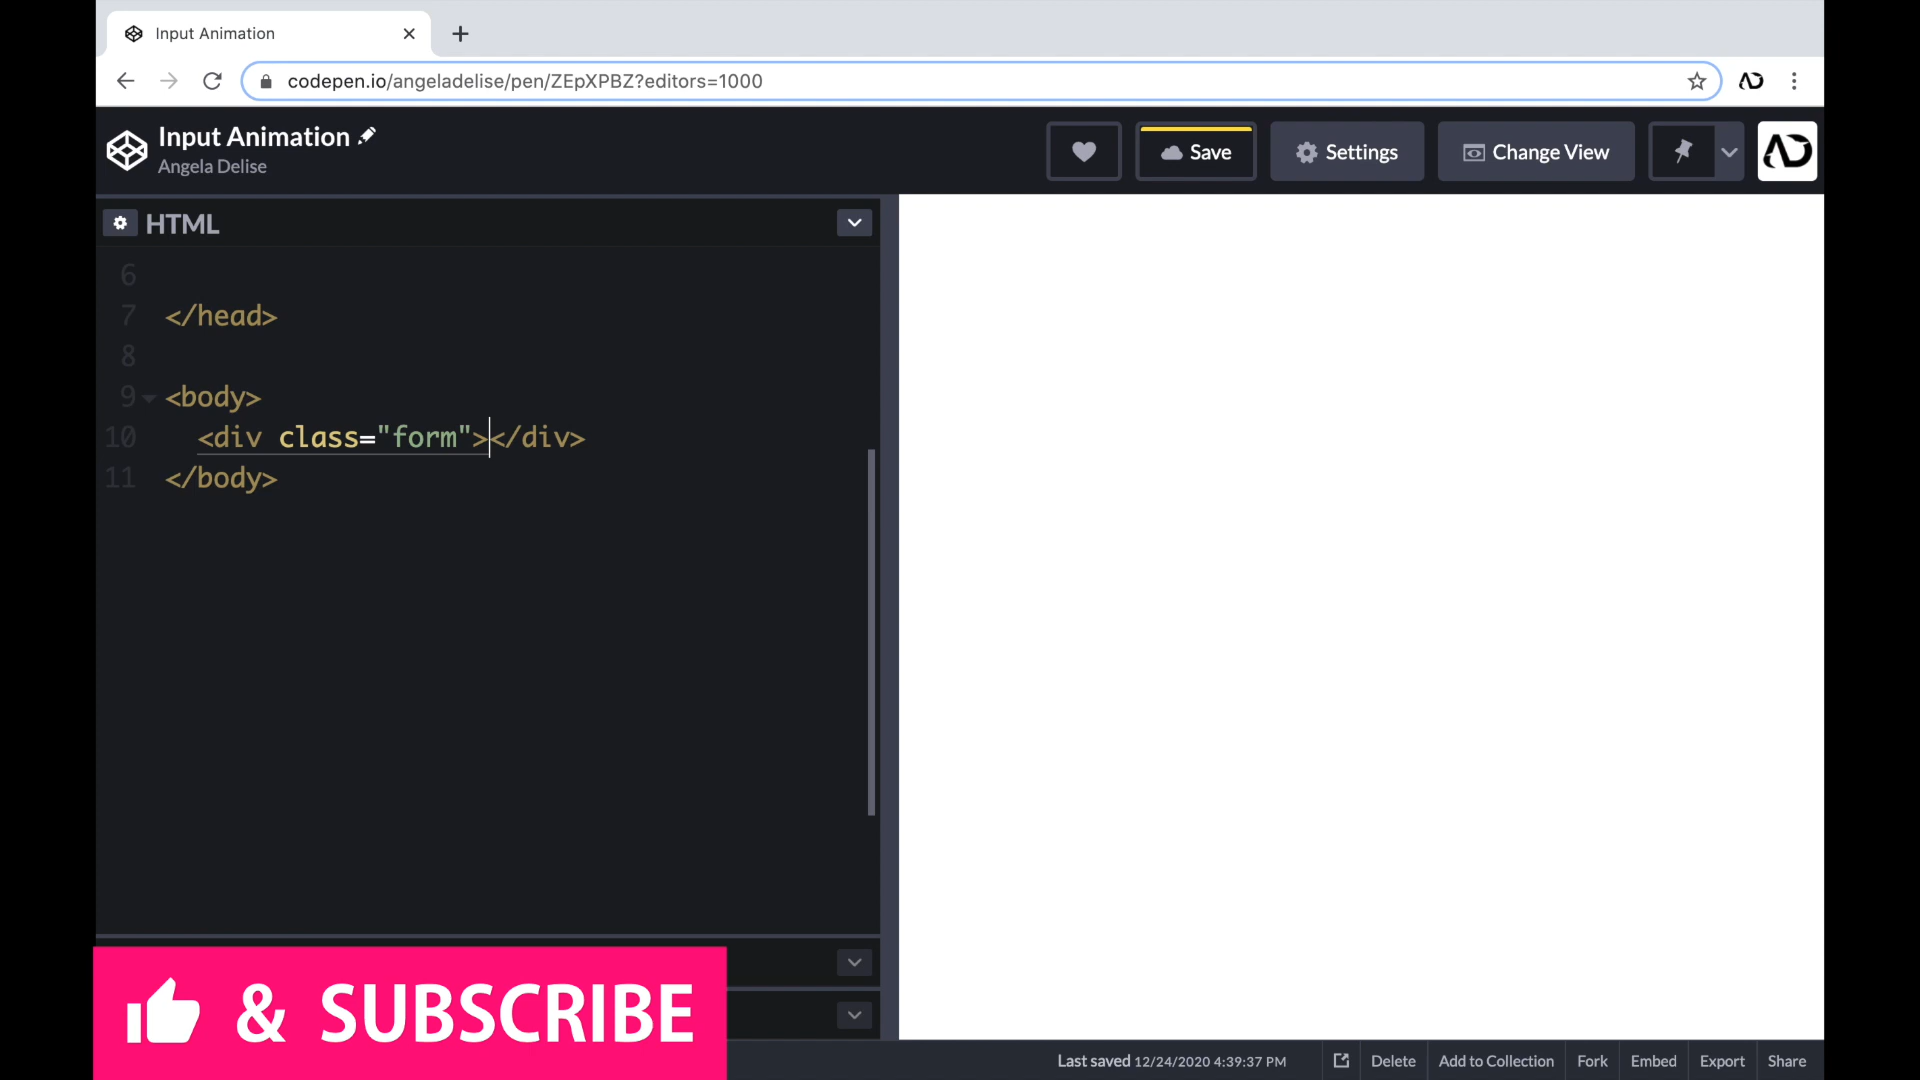 Input Animation
codepen.io/angeladelise/pen/ZEpXPBZ?editors=1000
Input Animation
Angela Delise
Save
Settings
Change View
HTML
6
7 </head>
8
9 <body>
10 <div class="form"></div>
11 </body>
& SUBSCRIBE
Last saved 12/24/2020 4:39:37 PM
Delete
Add to Collection
Fork
Embed
Export
Share